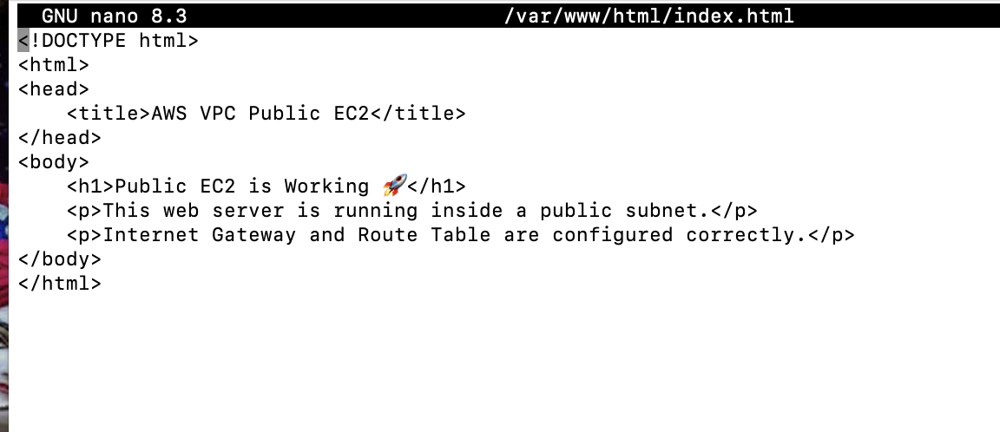 GNU nano 8.3 /var/www/html/index.html
<!DOCTYPE html>
<html>
<head>
    <title>AWS VPC Public EC2</title>
</head>
<body>
    <h1>Public EC2 is Working 🚀</h1>
    <p>This web server is running inside a public subnet.</p>
    <p>Internet Gateway and Route Table are configured correctly.</p>
</body>
</html>